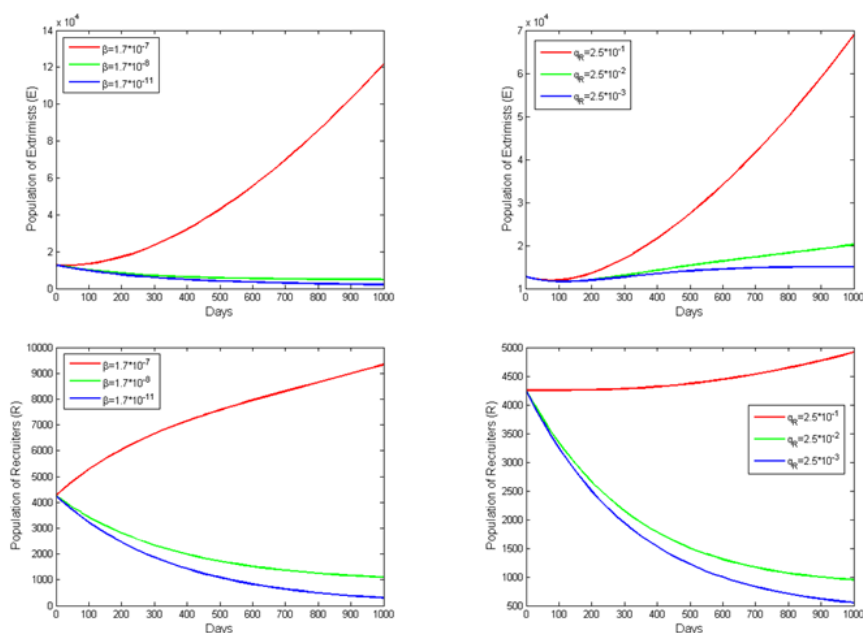 x 10^4
14
12
10
8
6
4
2
0
Population of Extrimists (E)
β=1.7*10^-7
β=1.7*10^-8
β=1.7*10^-11
0 100 200 300 400 500 600 700 800 900 1000
Days
x 10^4
7
6
5
4
3
2
1
Population of Extrimists (E)
q_R=2.5*10^-1
q_R=2.5*10^-2
q_R=2.5*10^-3
0 100 200 300 400 500 600 700 800 900 1000
Days
10000
9000
8000
7000
6000
5000
4000
3000
2000
1000
0
Population of Recruiters (R)
β=1.7*10^-7
β=1.7*10^-8
β=1.7*10^-11
0 100 200 300 400 500 600 700 800 900 1000
Days
5000
4500
4000
3500
3000
2500
2000
1500
1000
500
Population of Recruiters (R)
q_R=2.5*10^-1
q_R=2.5*10^-2
q_R=2.5*10^-3
0 100 200 300 400 500 600 700 800 900 1000
Days